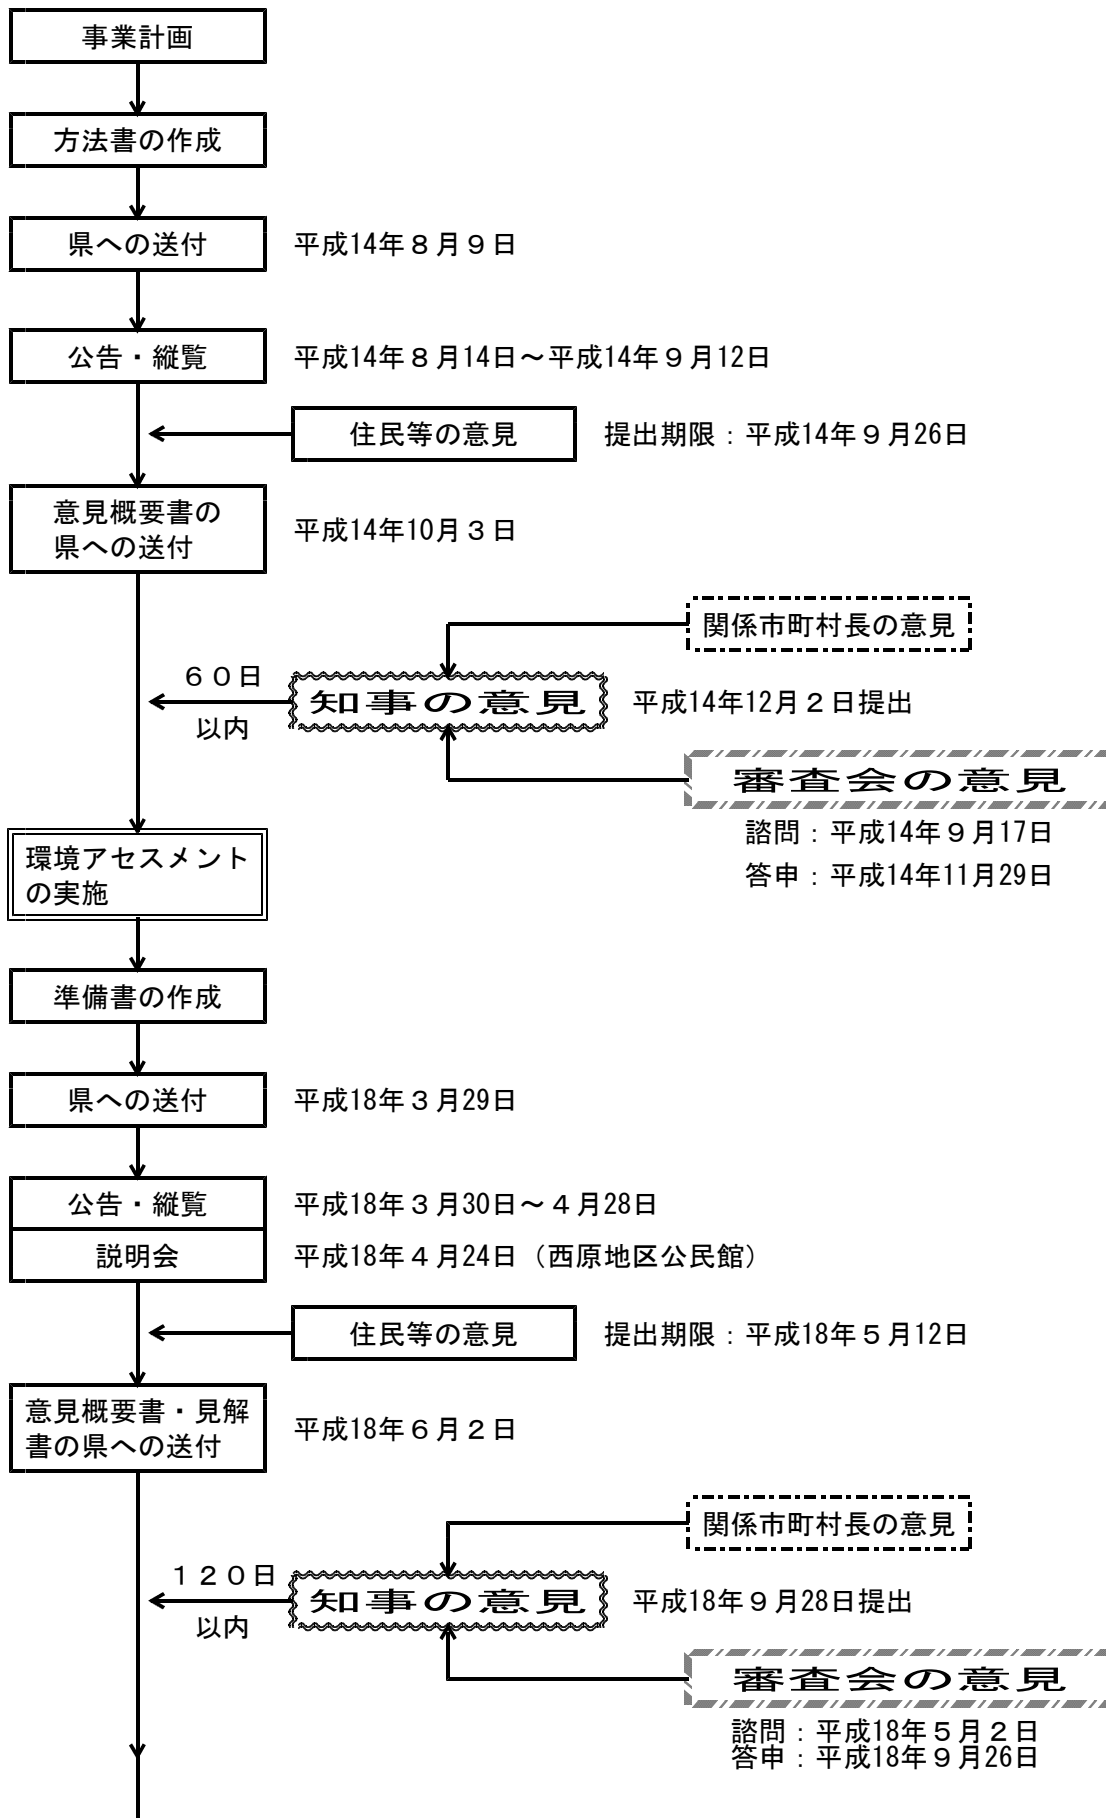 事業計画
方法書の作成
県への送付 平成14年８月９日
公告・縦覧 平成14年８月14日～平成14年９月12日
住民等の意見 提出期限：平成14年９月26日
意見概要書の
県への送付
平成14年10月３日
関係市町村長の意見
６０日
以内
知事の意見 平成14年12月２日提出
審査会の意見
諮問：平成14年９月17日
答申：平成14年11月29日
環境アセスメント
の実施
準備書の作成
県への送付 平成18年３月29日
公告・縦覧 平成18年３月30日～４月28日
説明会 平成18年４月24日（西原地区公民館）
住民等の意見 提出期限：平成18年５月12日
意見概要書・見解
書の県への送付
平成18年６月２日
関係市町村長の意見
１２０日
以内
知事の意見 平成18年９月28日提出
審査会の意見
諮問：平成18年５月２日
答申：平成18年９月26日